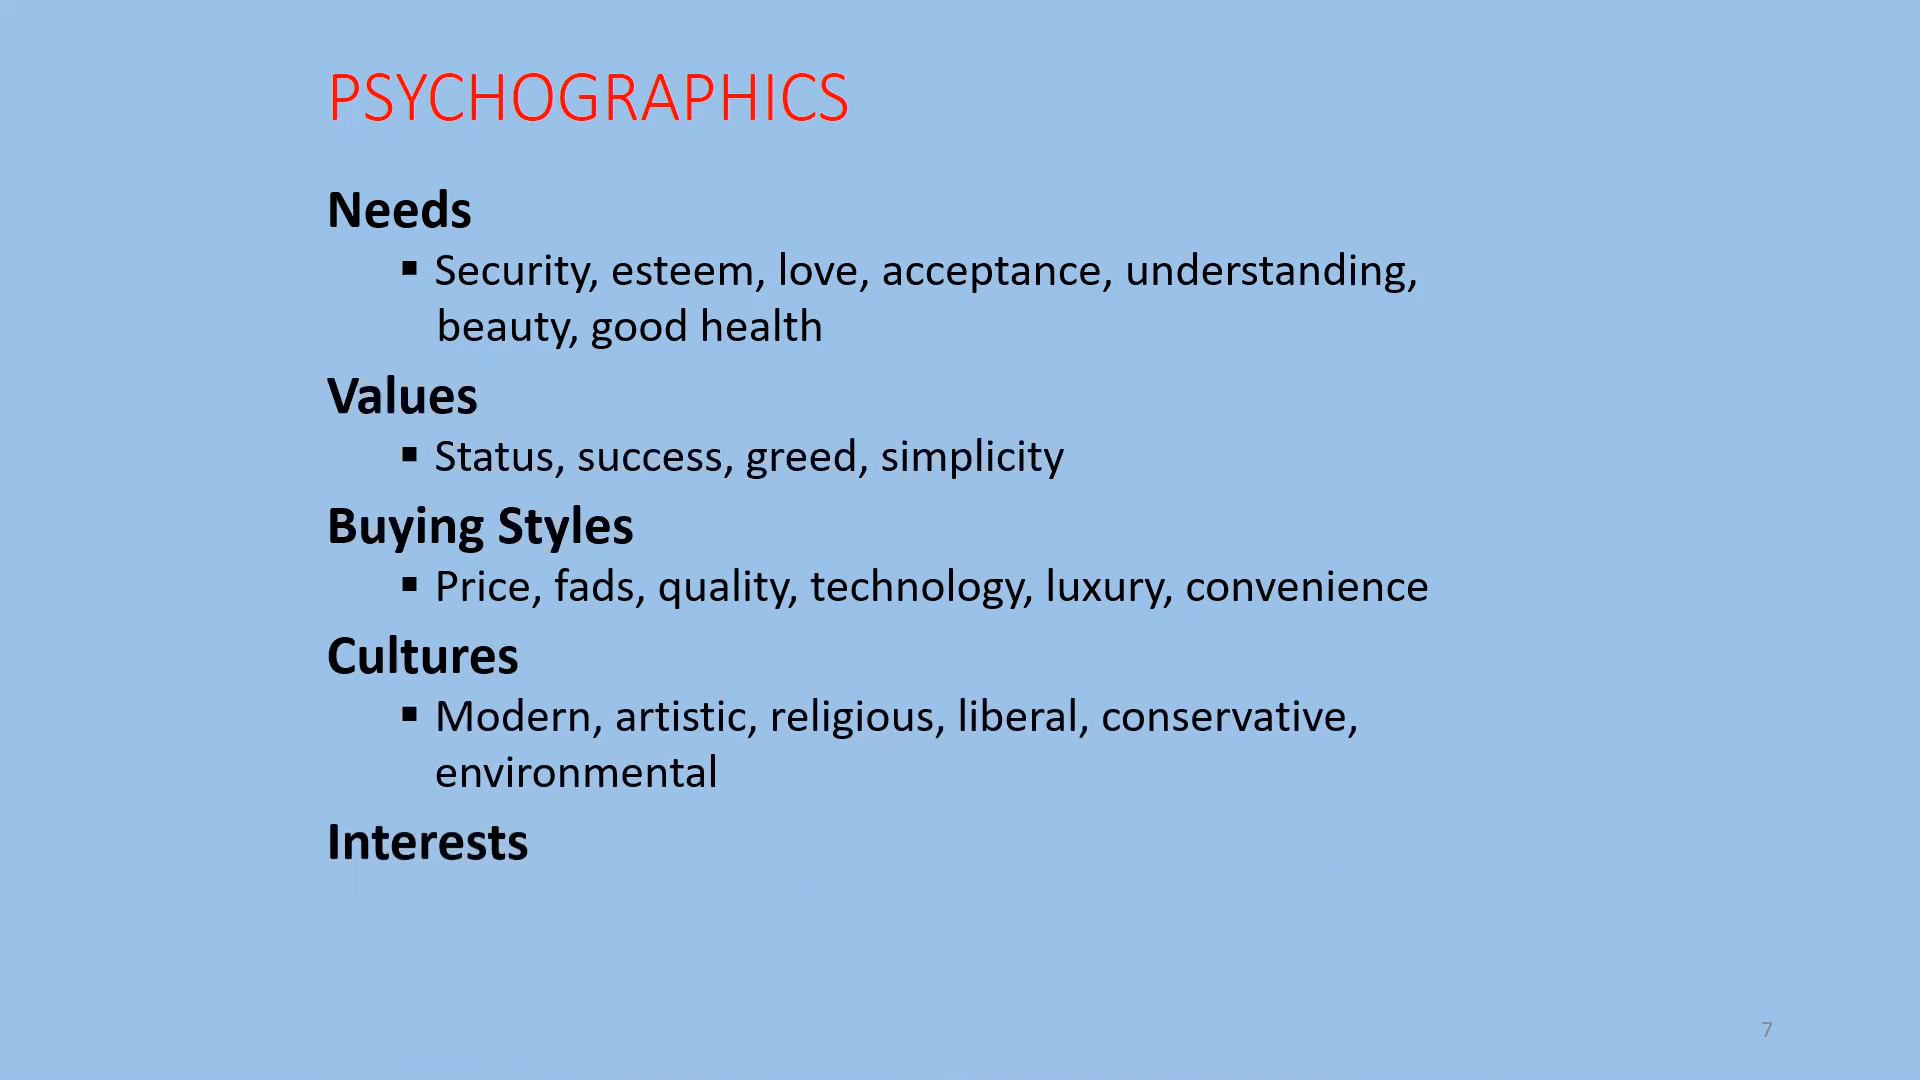 PSYCHOGRAPHICS
Needs
▪ Security, esteem, love, acceptance, understanding,
beauty, good health
Values
▪ Status, success, greed, simplicity
Buying Styles
▪ Price, fads, quality, technology, luxury, convenience
Cultures
▪ Modern, artistic, religious, liberal, conservative,
environmental
Interests
7